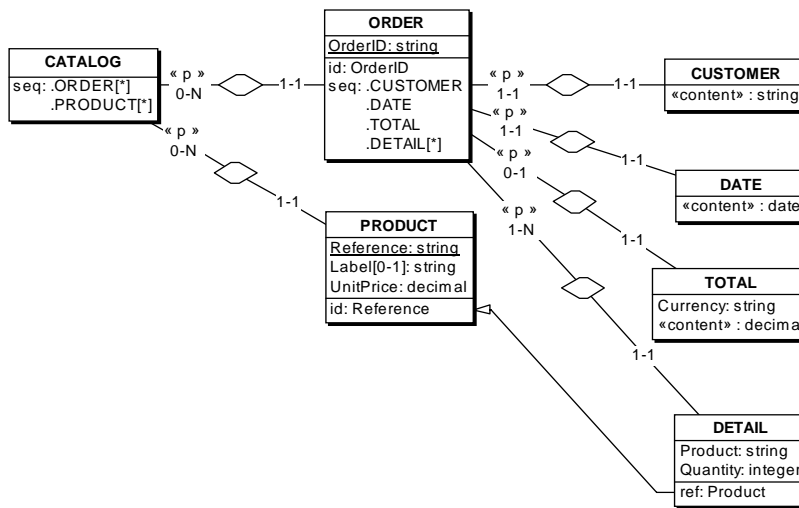 ORDER
OrderID: string
id: OrderID
seq: .CUSTOMER
.DATE
.TOTAL
.DETAIL[*]
CATALOG
seq: .ORDER[*]
.PRODUCT[*]
« p »
0-N
1-1
« p »
1-1
1-1
CUSTOMER
«content» : string
« p »
1-1
1-1
DATE
«content» : date
« p »
0-1
1-1
TOTAL
Currency: string
«content» : decima
« p »
0-N
1-1
PRODUCT
Reference: string
Label[0-1]: string
UnitPrice: decimal
id: Reference
« p »
1-N
1-1
DETAIL
Product: string
Quantity: integer
ref: Product